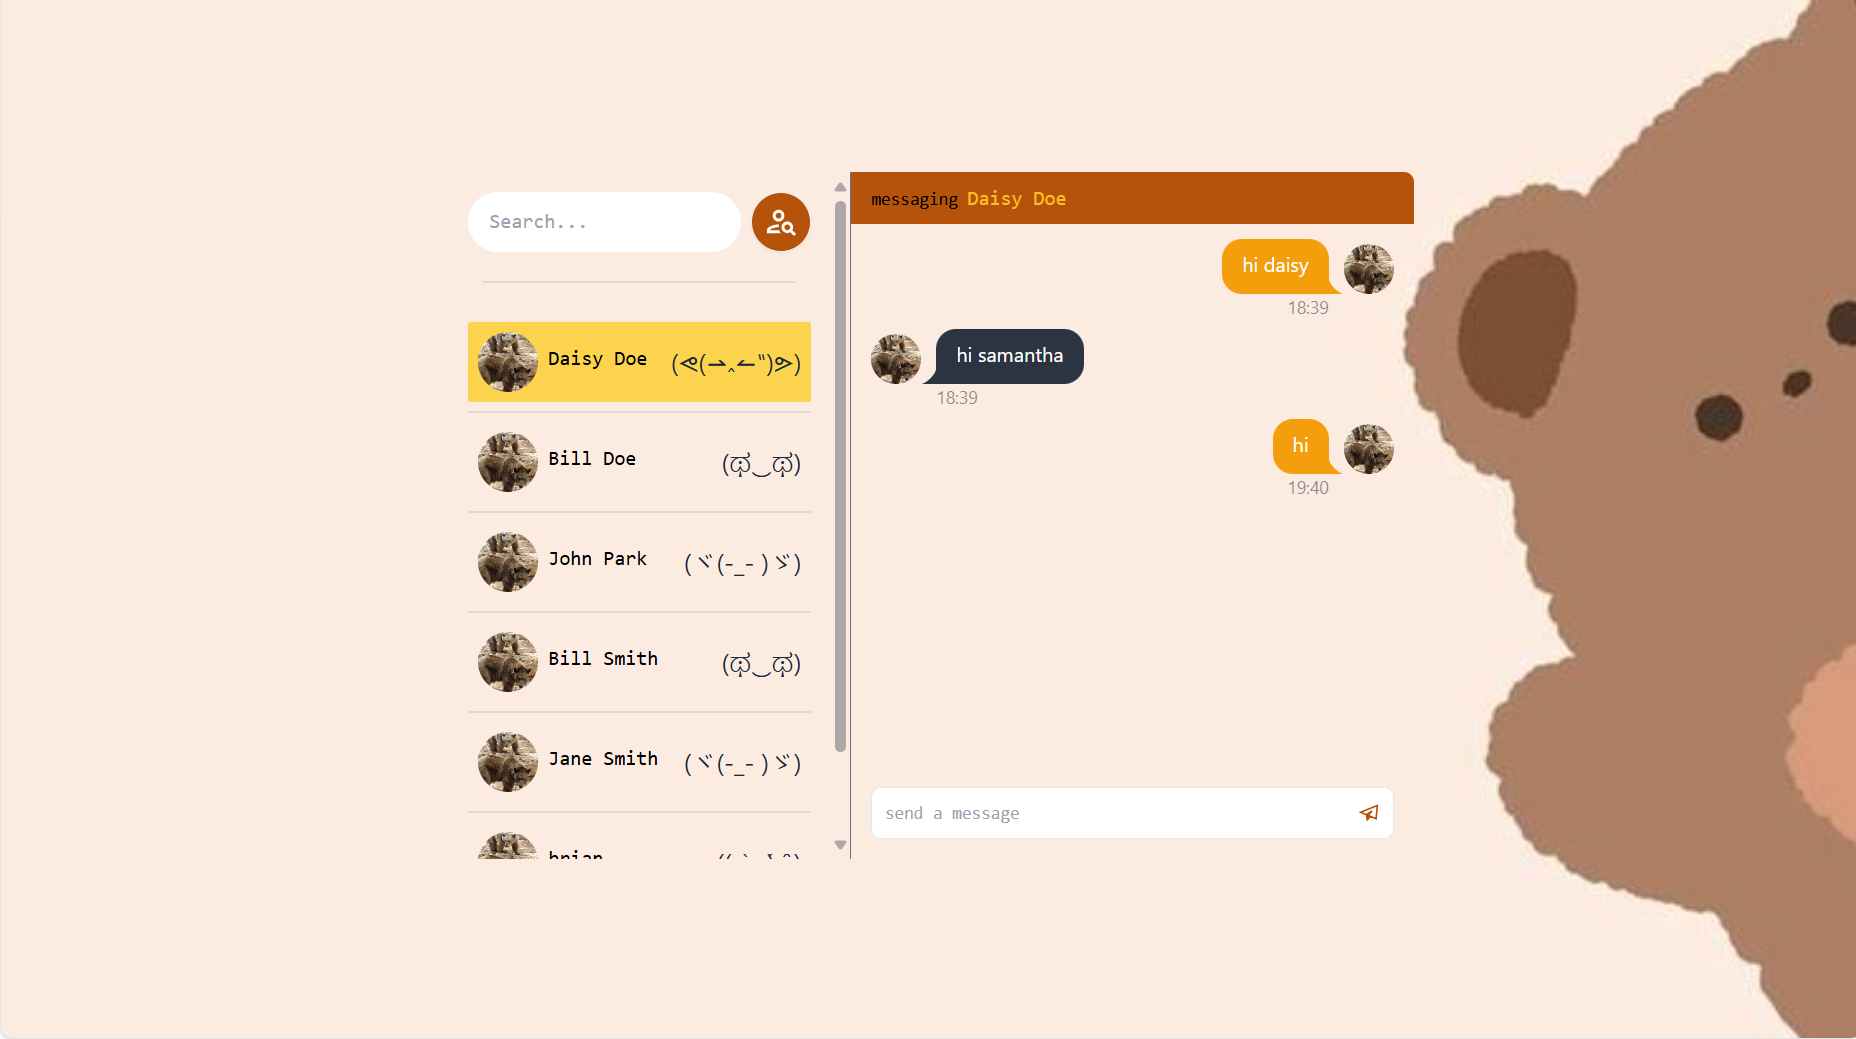 Search...
Daisy Doe (⋖(⇀‸↼‶)⋗)
Bill Doe (ಥ‿ಥ)
John Park (ヾ(-_- )ゞ)
Bill Smith (ಥ‿ಥ)
Jane Smith (ヾ(-_- )ゞ)
brian
messaging Daisy Doe
hi daisy
18:39
hi samantha
18:39
hi
19:40
send a message